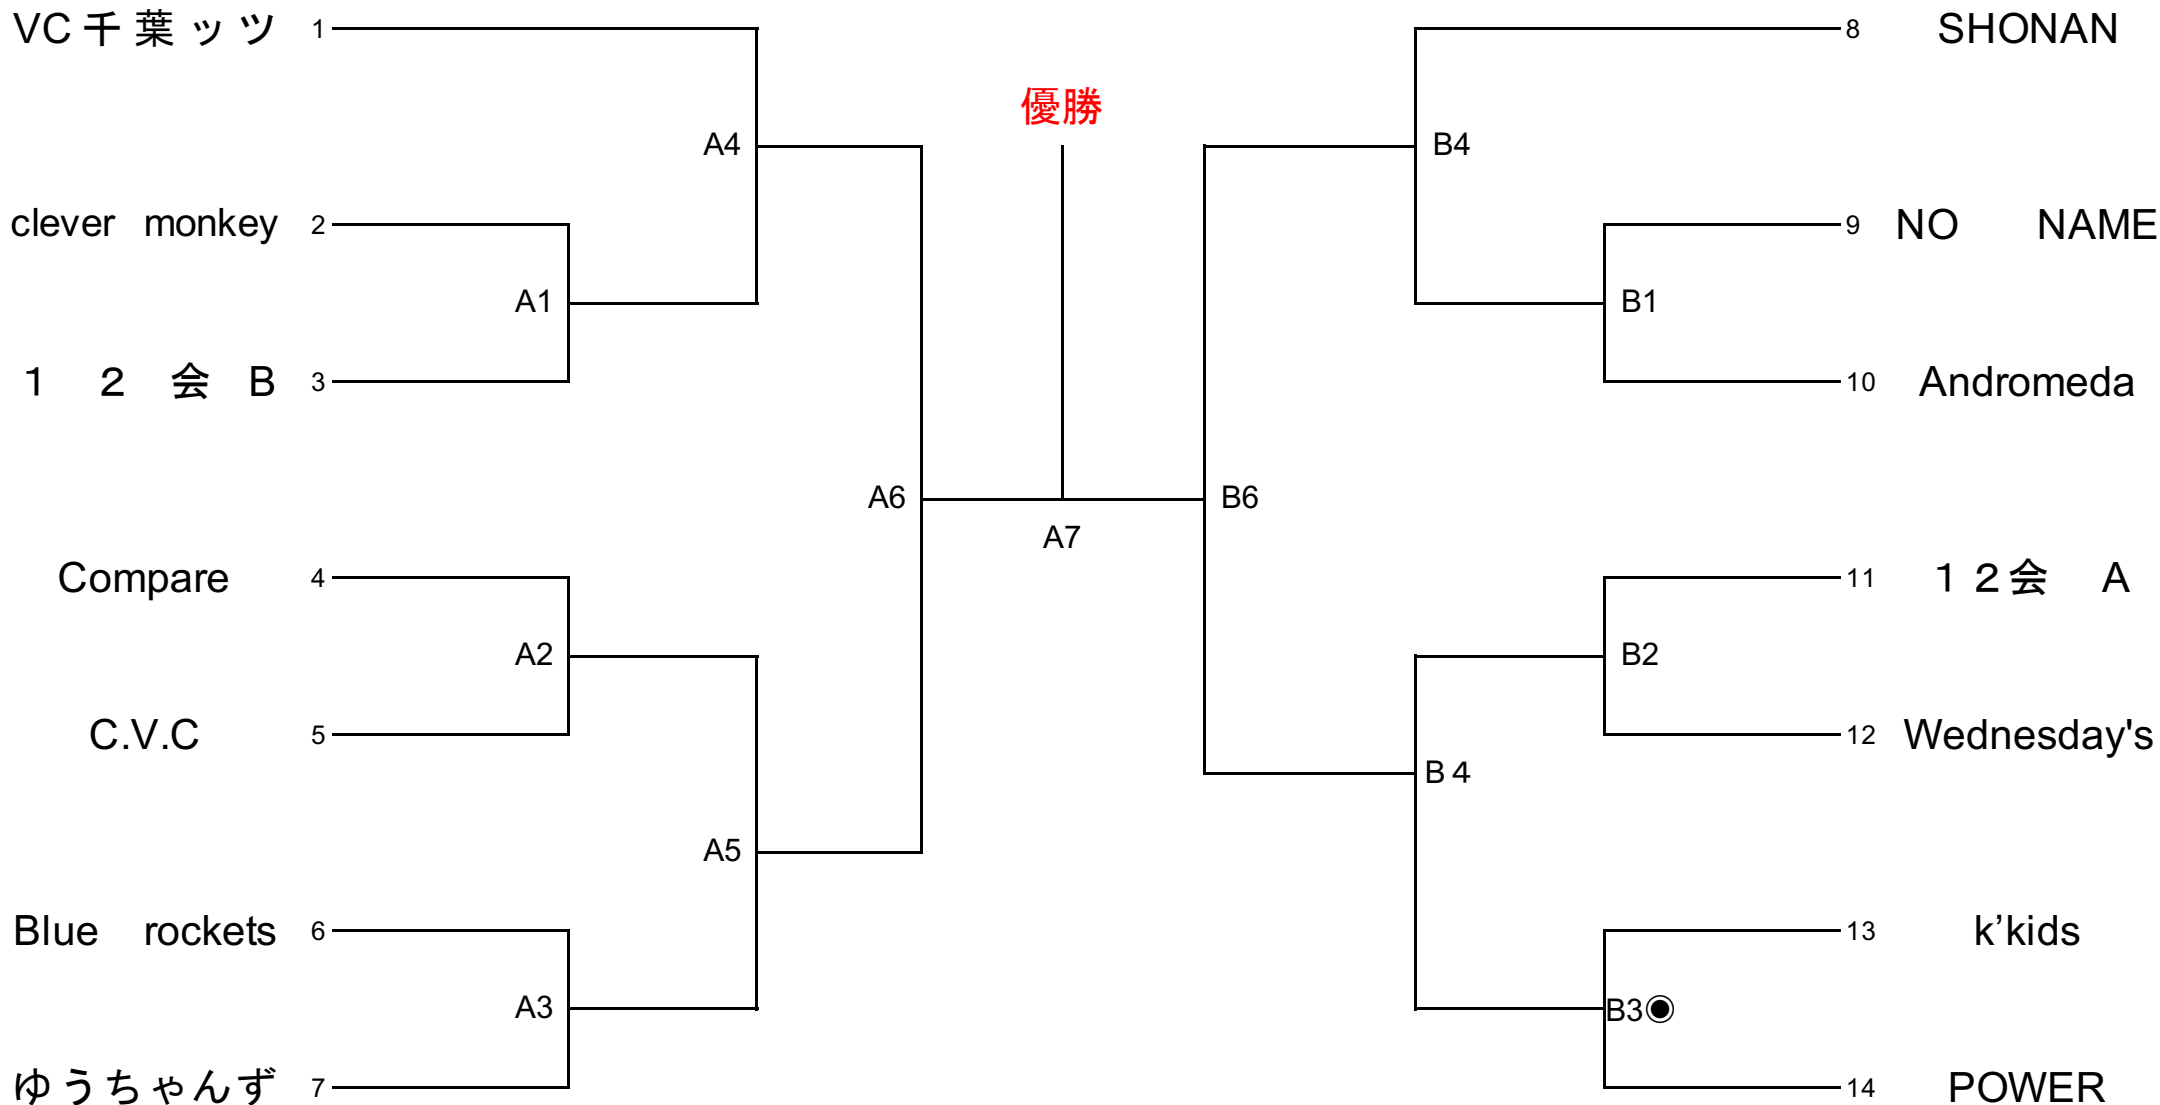 VC千葉ッツ 1
8 SHONAN
優勝
A4
B4
clever monkey 2
9 NO NAME
A1
B1
１２会 B 3
10 Andromeda
A6
B6
A7
Compare 4
11 １２会 A
A2
B2
C.V.C 5
12 Wednesday's
B４
A5
Blue rockets 6
13 k’kids
A3
B3◉
ゆうちゃんず 7
14 POWER